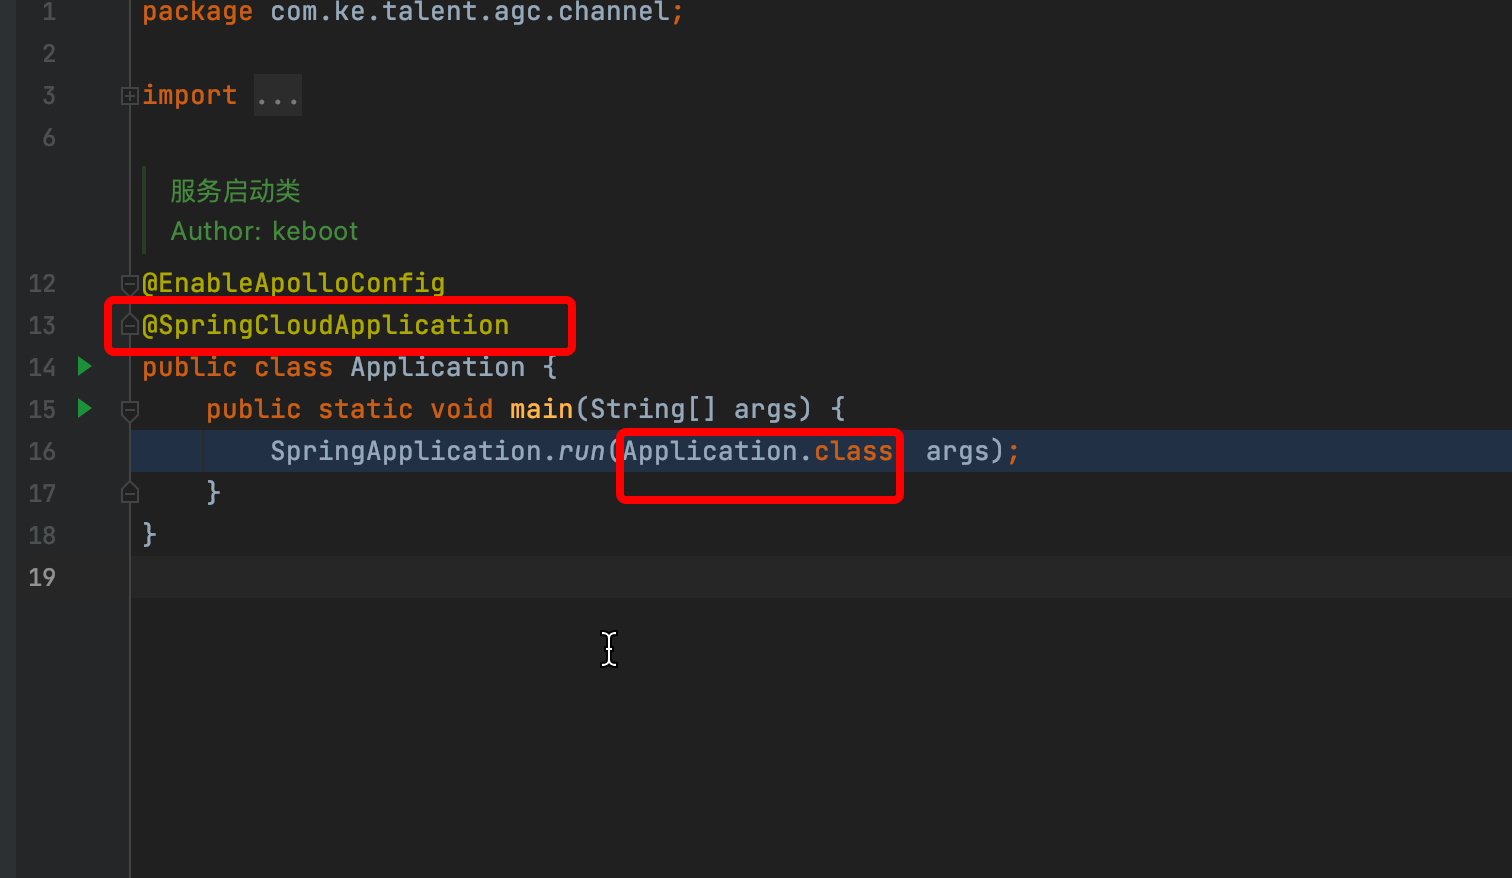 1 package com.ke.talent.agc.channel;
2
3 import ...
6
服务启动类
Author: keboot
12 @EnableApolloConfig
13 @SpringCloudApplication
14 public class Application {
15 public static void main(String[] args) {
16 SpringApplication.run(Application.class args);
17 }
18 }
19